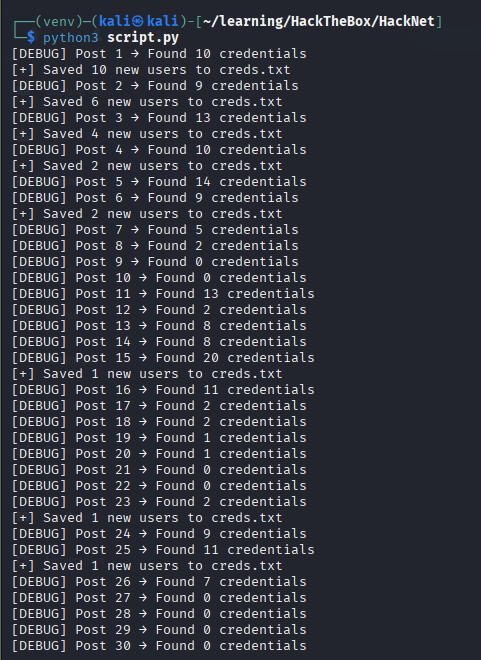 ┌──(venv)─(kali㉿kali)-[~/learning/HackTheBox/HackNet]
└─$ python3 script.py
[DEBUG] Post 1 → Found 10 credentials
[+] Saved 10 new users to creds.txt
[DEBUG] Post 2 → Found 9 credentials
[+] Saved 6 new users to creds.txt
[DEBUG] Post 3 → Found 13 credentials
[+] Saved 4 new users to creds.txt
[DEBUG] Post 4 → Found 10 credentials
[+] Saved 2 new users to creds.txt
[DEBUG] Post 5 → Found 14 credentials
[DEBUG] Post 6 → Found 9 credentials
[+] Saved 2 new users to creds.txt
[DEBUG] Post 7 → Found 5 credentials
[DEBUG] Post 8 → Found 2 credentials
[DEBUG] Post 9 → Found 0 credentials
[DEBUG] Post 10 → Found 0 credentials
[DEBUG] Post 11 → Found 13 credentials
[DEBUG] Post 12 → Found 2 credentials
[DEBUG] Post 13 → Found 8 credentials
[DEBUG] Post 14 → Found 8 credentials
[DEBUG] Post 15 → Found 20 credentials
[+] Saved 1 new users to creds.txt
[DEBUG] Post 16 → Found 11 credentials
[DEBUG] Post 17 → Found 2 credentials
[DEBUG] Post 18 → Found 2 credentials
[DEBUG] Post 19 → Found 1 credentials
[DEBUG] Post 20 → Found 1 credentials
[DEBUG] Post 21 → Found 0 credentials
[DEBUG] Post 22 → Found 0 credentials
[DEBUG] Post 23 → Found 2 credentials
[+] Saved 1 new users to creds.txt
[DEBUG] Post 24 → Found 9 credentials
[DEBUG] Post 25 → Found 11 credentials
[+] Saved 1 new users to creds.txt
[DEBUG] Post 26 → Found 7 credentials
[DEBUG] Post 27 → Found 0 credentials
[DEBUG] Post 28 → Found 0 credentials
[DEBUG] Post 29 → Found 0 credentials
[DEBUG] Post 30 → Found 0 credentials